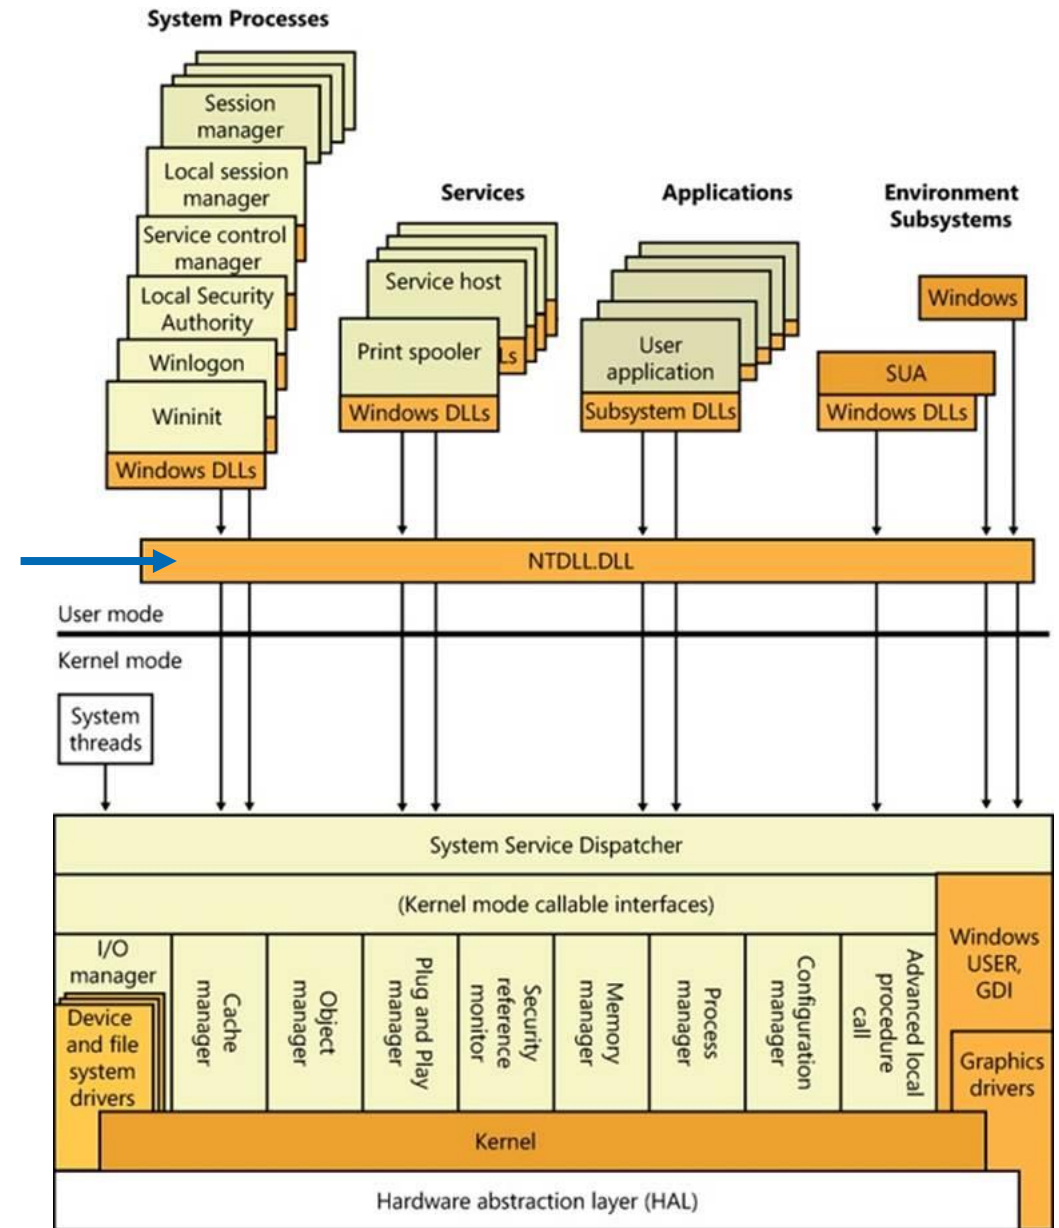 System Processes
Session
manager
Local session
manager
Service control
manager
Local Security
Authority
Winlogon
Wininit
Windows DLLs
Services
Service host
Print spooler
Ls
Windows DLLs
Applications
User
application
Subsystem DLLs
Environment
Subsystems
Windows
SUA
Windows DLLs
NTDLL.DLL
User mode
Kernel mode
System
threads
System Service Dispatcher
(Kernel mode callable interfaces)
I/O
manager
Device
and file
system
drivers
Cache
manager
Object
manager
Plug and Play
manager
Security
reference
monitor
Memory
manager
Process
manager
Configuration
manager
Advanced local
procedure
call
Windows
USER,
GDI
Graphics
drivers
Kernel
Hardware abstraction layer (HAL)